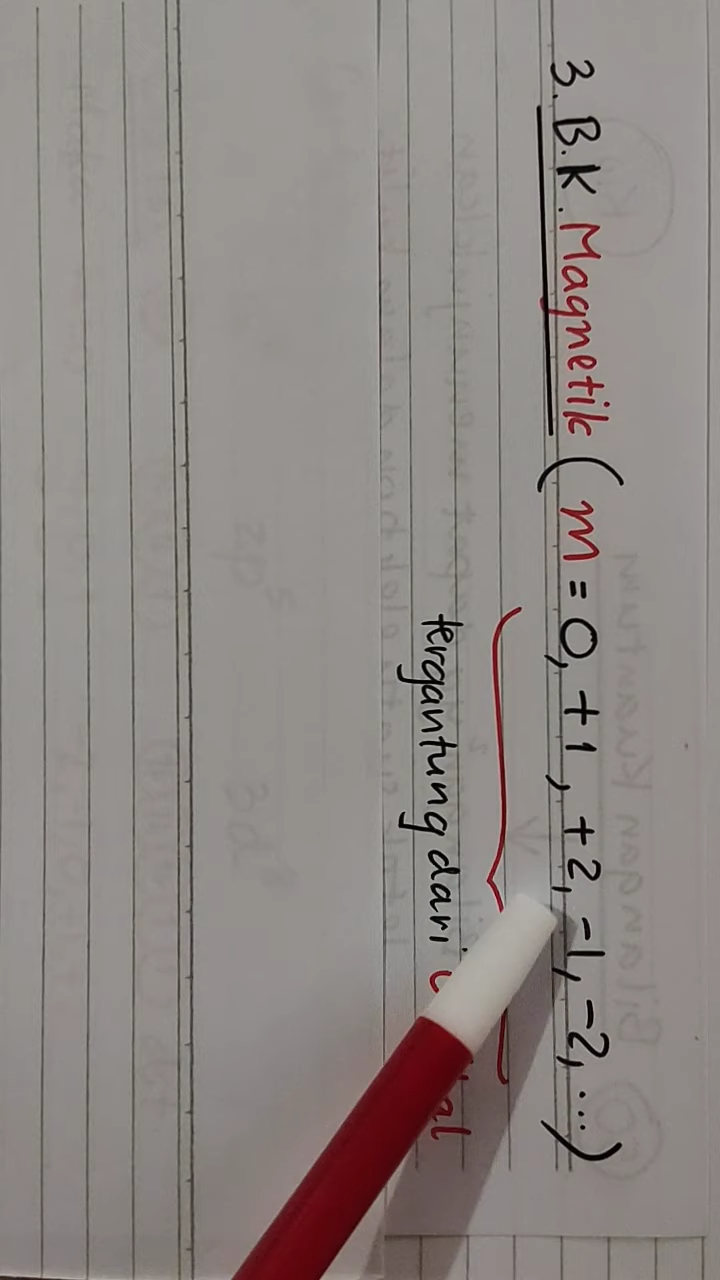 3. B.K. Magnetik (m = 0, +1, +2, -1, -2, ....)
tergantung dari